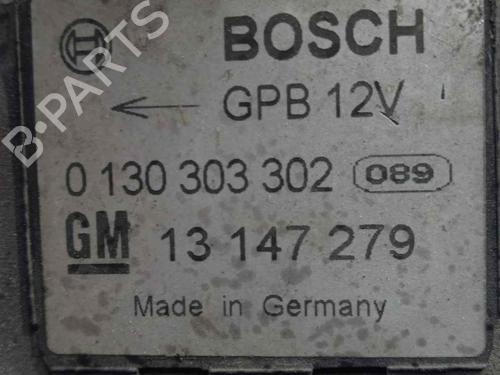 BOSCH
GPB 12V
0 130 303 302 089
GM 13 147 279
Made in Germany
B-PARTS